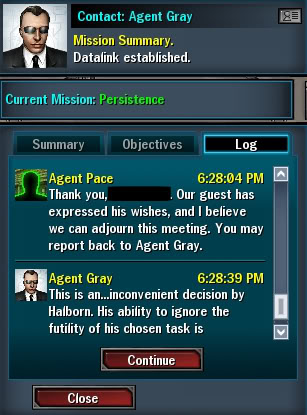 Contact: Agent Gray
Mission Summary.
Datalink established.
Current Mission: Persistence
Summary
Objectives
Log
Agent Pace
6:28:04 PM
Thank you, . Our guest has
expressed his wishes, and I believe
we can adjourn this meeting. You may
report back to Agent Gray.
Agent Gray
6:28:39 PM
This is an...inconvenient decision by
Halborn. His ability to ignore the
futility of his chosen task is
Continue
Close